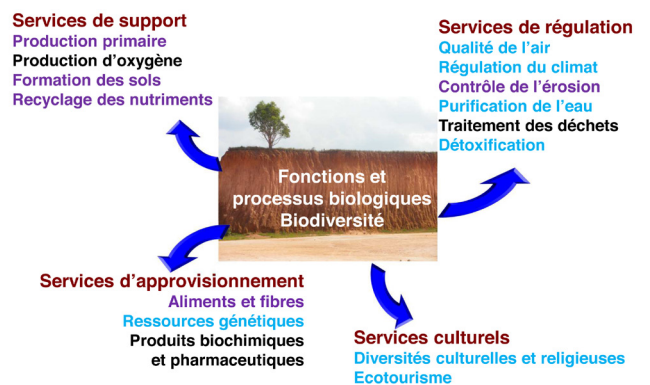 Services de support
Production primaire
Production d'oxygène
Formation des sols
Recyclage des nutriments
Services de régulation
Qualité de l'air
Régulation du climat
Contrôle de l'érosion
Purification de l'eau
Traitement des déchets
Détoxification
Fonctions et
processus biologiques
Biodiversité
Services d'approvisionnement
Aliments et fibres
Ressources génétiques
Produits biochimiques
et pharmaceutiques
Services culturels
Diversités culturelles et religieuses
Ecotourisme